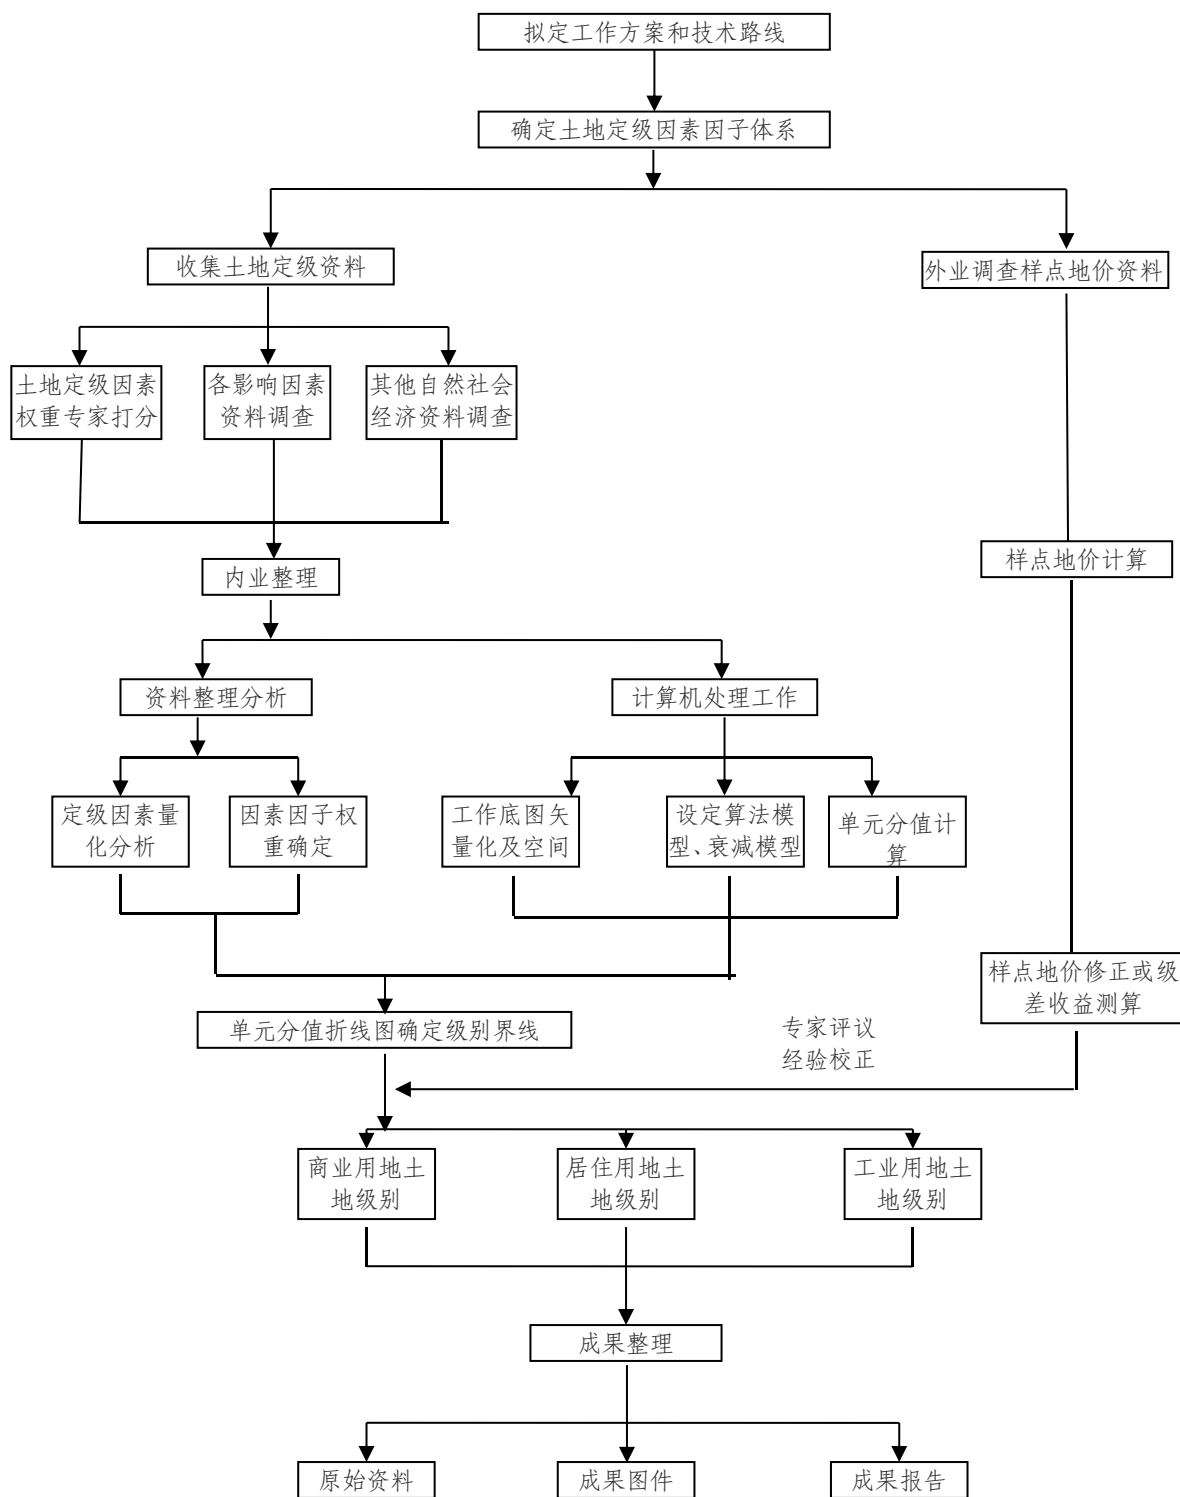 拟定工作方案和技术路线
确定土地定级因素因子体系
收集土地定级资料
外业调查样点地价资料
土地定级因素
权重专家打分
各影响因素
资料调查
其他自然社会
经济资料调查
内业整理
样点地价计算
资料整理分析
计算机处理工作
定级因素量
化分析
因素因子权
重确定
工作底图矢
量化及空间
设定算法模
型、衰减模型
单元分值计
算
样点地价修正或级
差收益测算
单元分值折线图确定级别界线
专家评议
经验校正
商业用地土
地级别
居住用地土
地级别
工业用地土
地级别
成果整理
原始资料
成果图件
成果报告